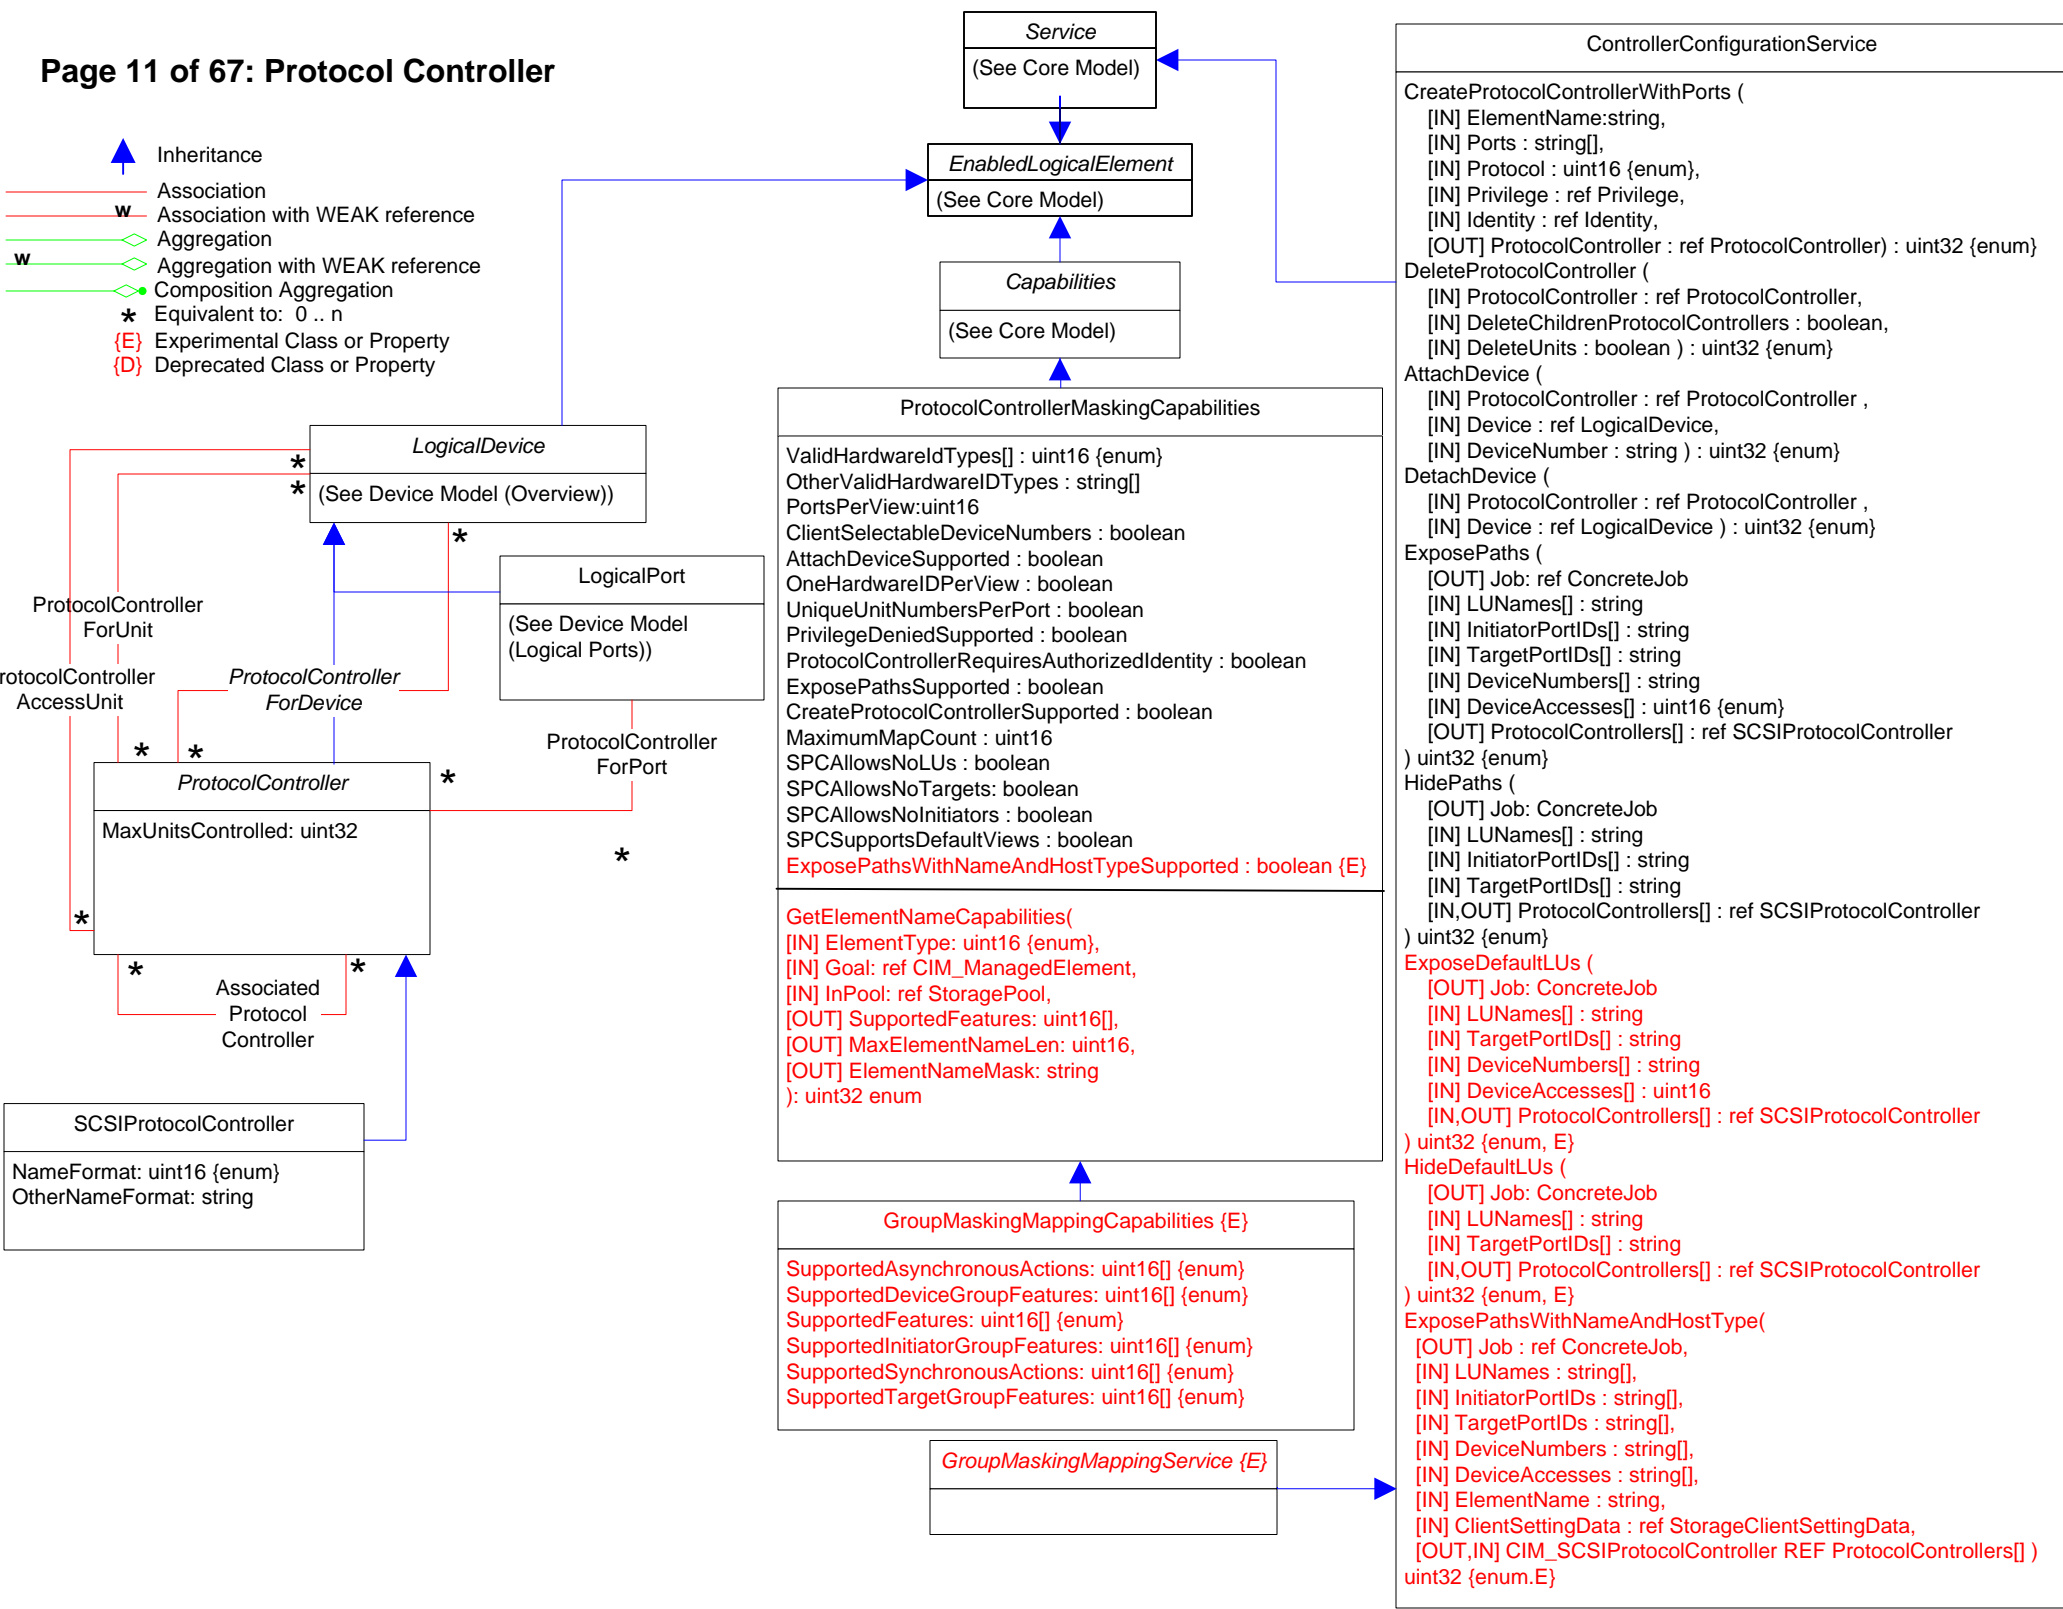 Page 11 of 67: Protocol Controller
Inheritance
Association
w
Association with WEAK reference
Aggregation
w
Aggregation with WEAK reference
Composition Aggregation
* Equivalent to: 0 .. n
{E} Experimental Class or Property
{D} Deprecated Class or Property
Service
(See Core Model)
EnabledLogicalElement
(See Core Model)
Capabilities
(See Core Model)
LogicalDevice
(See Device Model (Overview))
*
*
*
LogicalPort
(See Device Model
(Logical Ports))
ProtocolController
ForUnit
rotocolController
AccessUnit
ProtocolController
ForDevice
ProtocolController
ForPort
*
*
*
*
*
ProtocolController
MaxUnitsControlled: uint32
*
*
Associated
Protocol
Controller
SCSIProtocolController
NameFormat: uint16 {enum}
OtherNameFormat: string
ProtocolControllerMaskingCapabilities
ValidHardwareIdTypes[] : uint16 {enum}
OtherValidHardwareIDTypes : string[]
PortsPerView:uint16
ClientSelectableDeviceNumbers : boolean
AttachDeviceSupported : boolean
OneHardwareIDPerView : boolean
UniqueUnitNumbersPerPort : boolean
PrivilegeDeniedSupported : boolean
ProtocolControllerRequiresAuthorizedIdentity : boolean
ExposePathsSupported : boolean
CreateProtocolControllerSupported : boolean
MaximumMapCount : uint16
SPCAllowsNoLUs : boolean
SPCAllowsNoTargets: boolean
SPCAllowsNoInitiators : boolean
SPCSupportsDefaultViews : boolean
ExposePathsWithNameAndHostTypeSupported : boolean {E}
GetElementNameCapabilities(
[IN] ElementType: uint16 {enum},
[IN] Goal: ref CIM_ManagedElement,
[IN] InPool: ref StoragePool,
[OUT] SupportedFeatures: uint16[],
[OUT] MaxElementNameLen: uint16,
[OUT] ElementNameMask: string
): uint32 enum
GroupMaskingMappingCapabilities {E}
SupportedAsynchronousActions: uint16[] {enum}
SupportedDeviceGroupFeatures: uint16[] {enum}
SupportedFeatures: uint16[] {enum}
SupportedInitiatorGroupFeatures: uint16[] {enum}
SupportedSynchronousActions: uint16[] {enum}
SupportedTargetGroupFeatures: uint16[] {enum}
GroupMaskingMappingService {E}
ControllerConfigurationService
CreateProtocolControllerWithPorts (
[IN] ElementName:string,
[IN] Ports : string[],
[IN] Protocol : uint16 {enum},
[IN] Privilege : ref Privilege,
[IN] Identity : ref Identity,
[OUT] ProtocolController : ref ProtocolController) : uint32 {enum}
DeleteProtocolController (
[IN] ProtocolController : ref ProtocolController,
[IN] DeleteChildrenProtocolControllers : boolean,
[IN] DeleteUnits : boolean ) : uint32 {enum}
AttachDevice (
[IN] ProtocolController : ref ProtocolController ,
[IN] Device : ref LogicalDevice,
[IN] DeviceNumber : string ) : uint32 {enum}
DetachDevice (
[IN] ProtocolController : ref ProtocolController ,
[IN] Device : ref LogicalDevice ) : uint32 {enum}
ExposePaths (
[OUT] Job: ref ConcreteJob
[IN] LUNames[] : string
[IN] InitiatorPortIDs[] : string
[IN] TargetPortIDs[] : string
[IN] DeviceNumbers[] : string
[IN] DeviceAccesses[] : uint16 {enum}
[OUT] ProtocolControllers[] : ref SCSIProtocolController
) uint32 {enum}
HidePaths (
[OUT] Job: ConcreteJob
[IN] LUNames[] : string
[IN] InitiatorPortIDs[] : string
[IN] TargetPortIDs[] : string
[IN,OUT] ProtocolControllers[] : ref SCSIProtocolController
) uint32 {enum}
ExposeDefaultLUs (
[OUT] Job: ConcreteJob
[IN] LUNames[] : string
[IN] TargetPortIDs[] : string
[IN] DeviceNumbers[] : string
[IN] DeviceAccesses[] : uint16
[IN,OUT] ProtocolControllers[] : ref SCSIProtocolController
) uint32 {enum, E}
HideDefaultLUs (
[OUT] Job: ConcreteJob
[IN] LUNames[] : string
[IN] TargetPortIDs[] : string
[IN,OUT] ProtocolControllers[] : ref SCSIProtocolController
) uint32 {enum, E}
ExposePathsWithNameAndHostType(
[OUT] Job : ref ConcreteJob,
[IN] LUNames : string[],
[IN] InitiatorPortIDs : string[],
[IN] TargetPortIDs : string[],
[IN] DeviceNumbers : string[],
[IN] DeviceAccesses : string[],
[IN] ElementName : string,
[IN] ClientSettingData : ref StorageClientSettingData,
[OUT,IN] CIM_SCSIProtocolController REF ProtocolControllers[] )
uint32 {enum.E}